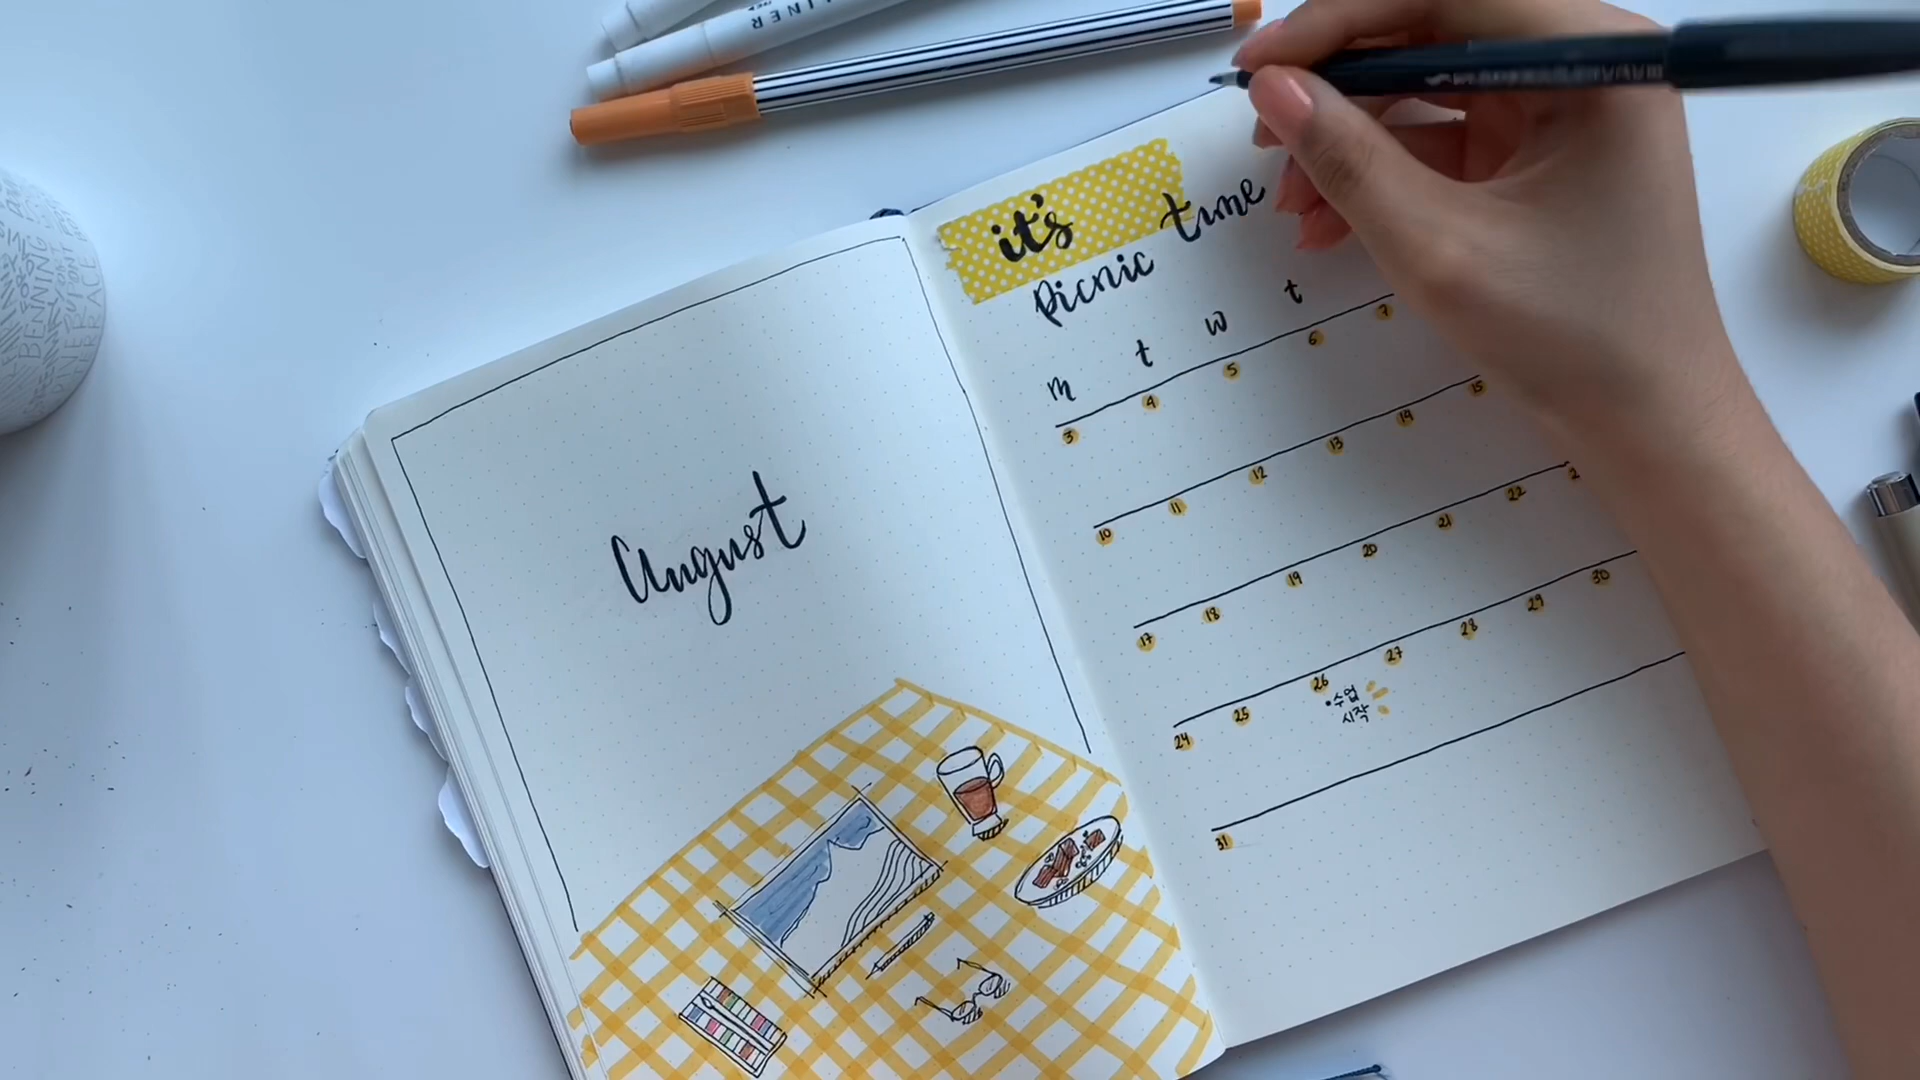 August
it's
Picnic time
m t w t
3 4 5 6 7
10 11 12 13 14 15
17 18 19 20 21 22
24 25 26 27 28 29 30
• 수업
시작
31
BENNING